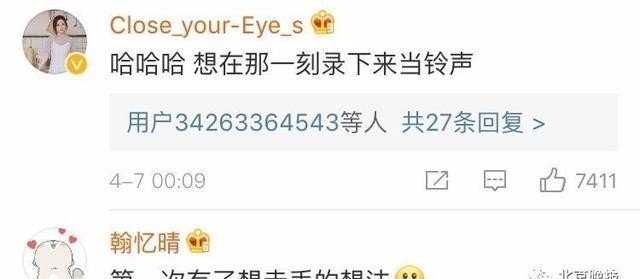 Close_your-Eye_s
哈哈哈 想在那一刻录下来当铃声
用户34263364543等人 共27条回复 >
4-7 00:09
7411
翰忆晴
第一次有了想走手的想法
北京晚报